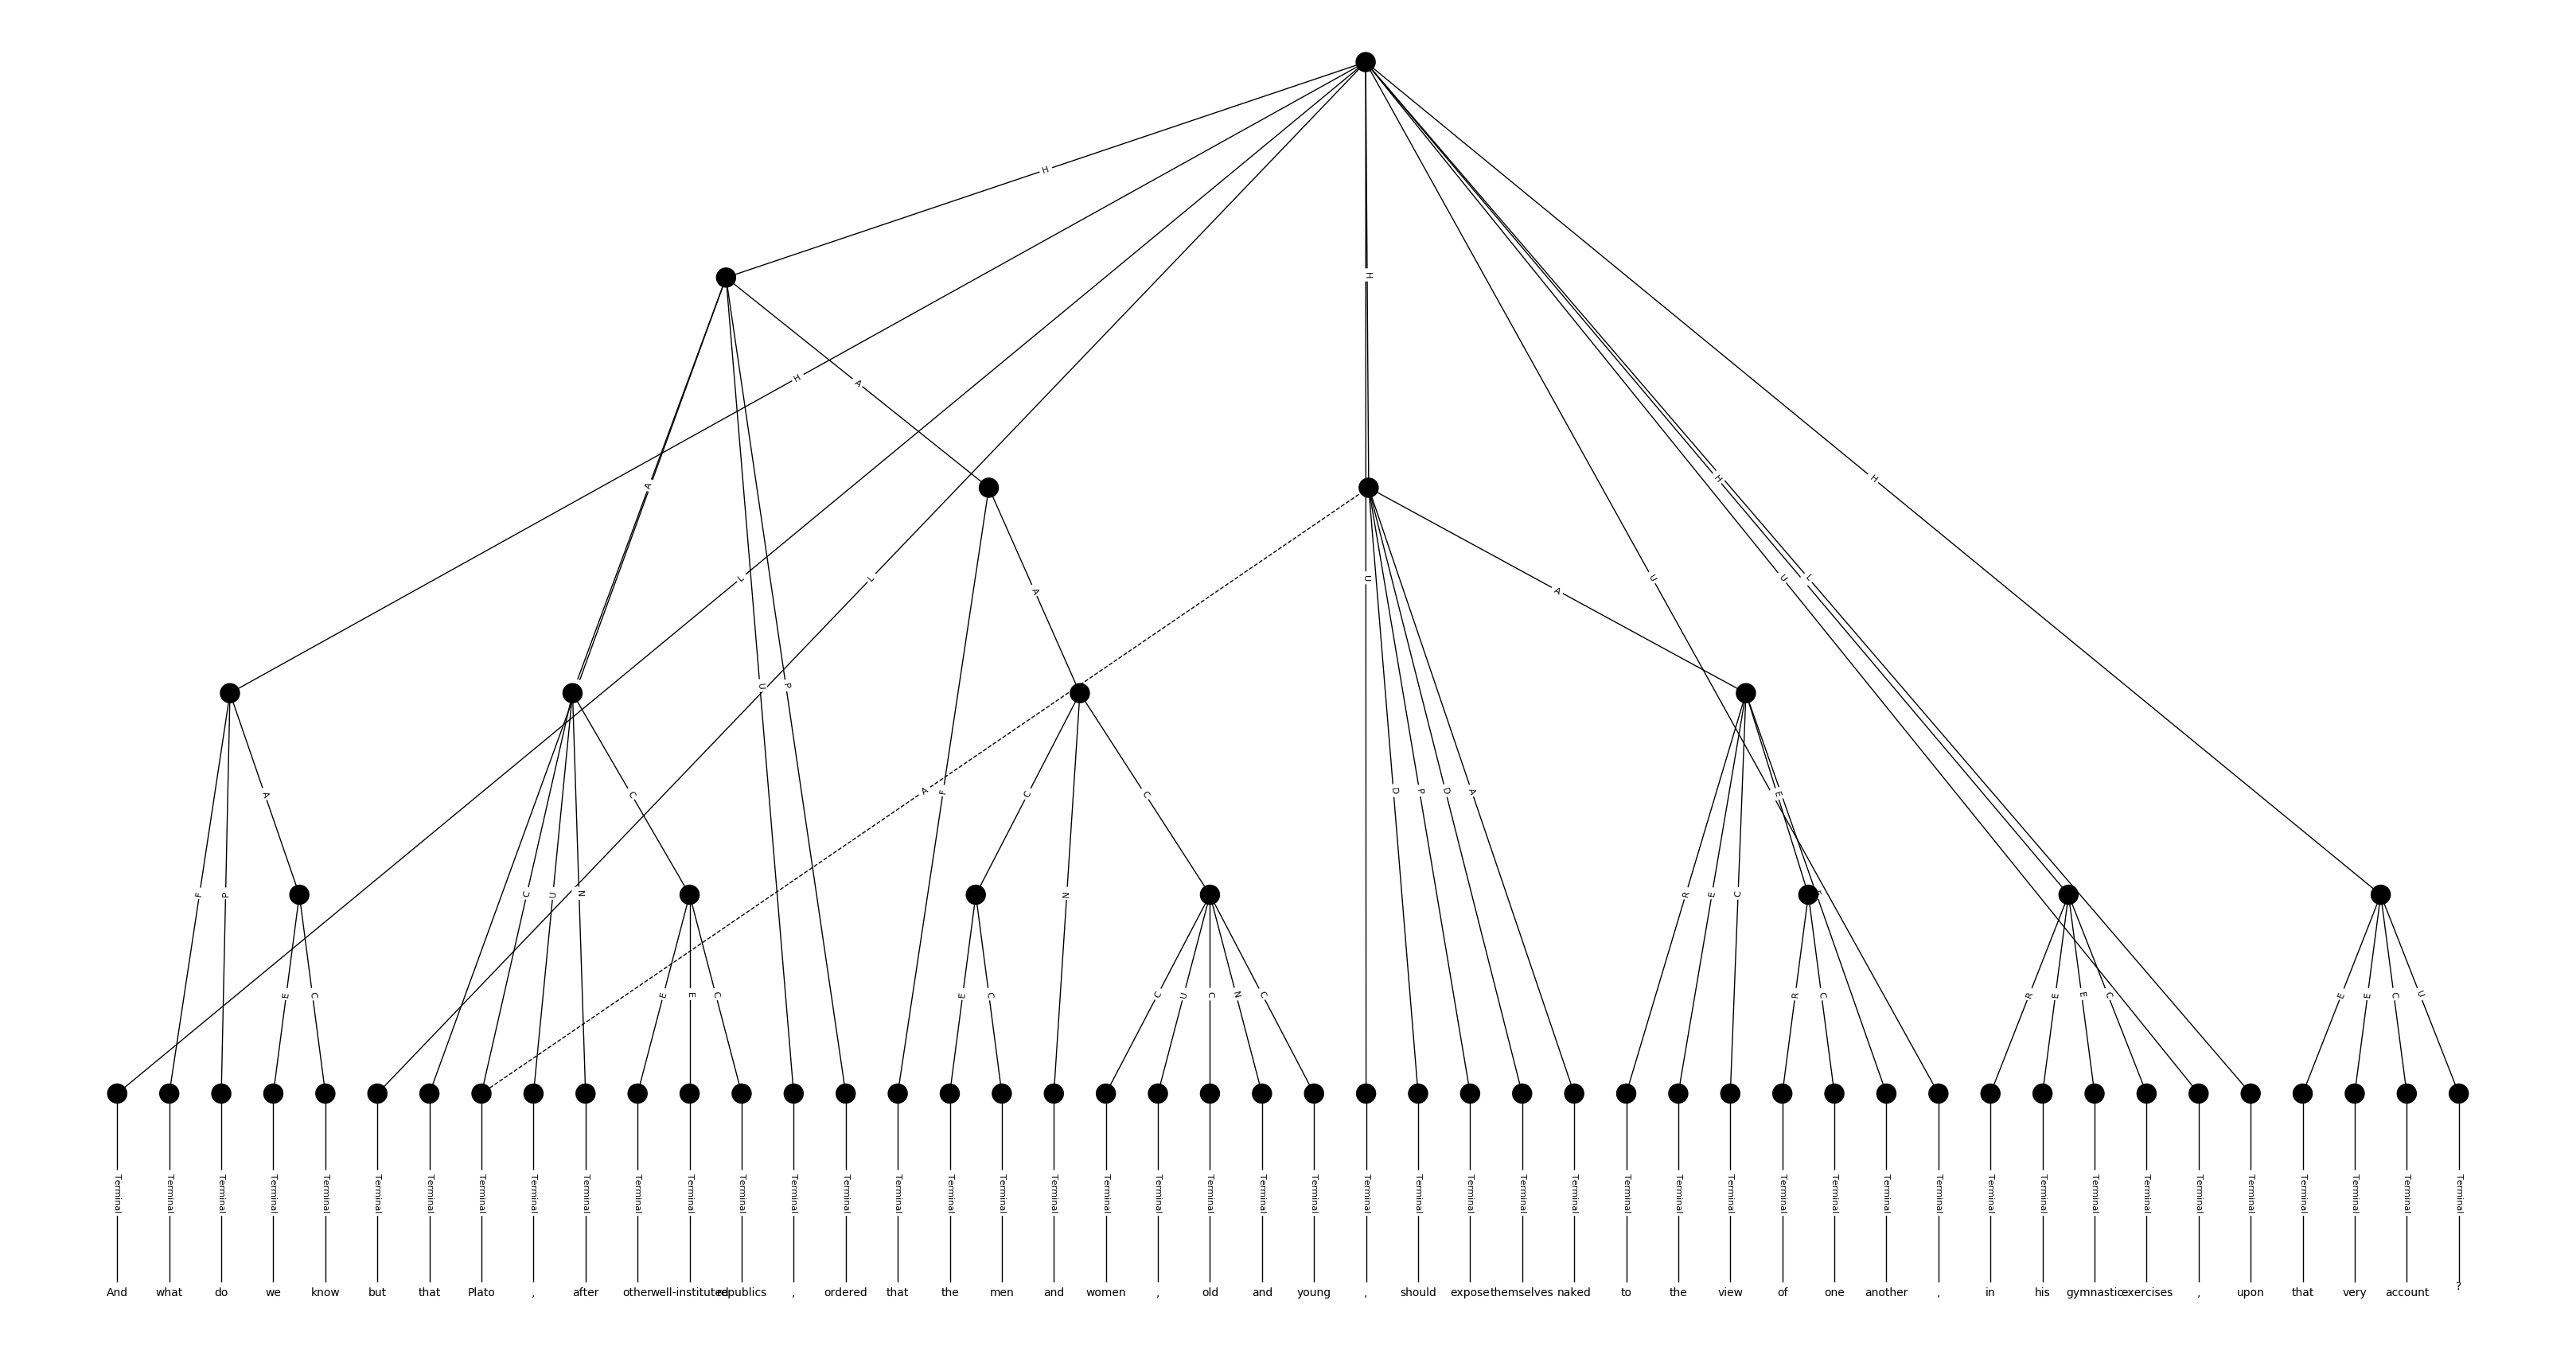 H
H A
H
A
L L U H H
U U L
A
A
U P
A F C N C
D P D A
E
F P C U N
R E C F
E C E E C E C C U C N C R C R E E C E E C U
Terminal Terminal Terminal Terminal Terminal Terminal Terminal Terminal Terminal Terminal Terminal Terminal Terminal Terminal Terminal Terminal Terminal Terminal Terminal Terminal Terminal Terminal Terminal Terminal Terminal Terminal Terminal Terminal Terminal Terminal Terminal Terminal Terminal Terminal Terminal Terminal Terminal Terminal Terminal Terminal Terminal Terminal Terminal Terminal Terminal Terminal
And what do we know but that Plato , after other well-instituted republics , ordered that the men and women , old and young , should expose themselves naked to the view of one another , in his gymnastic exercises , upon that very account ?